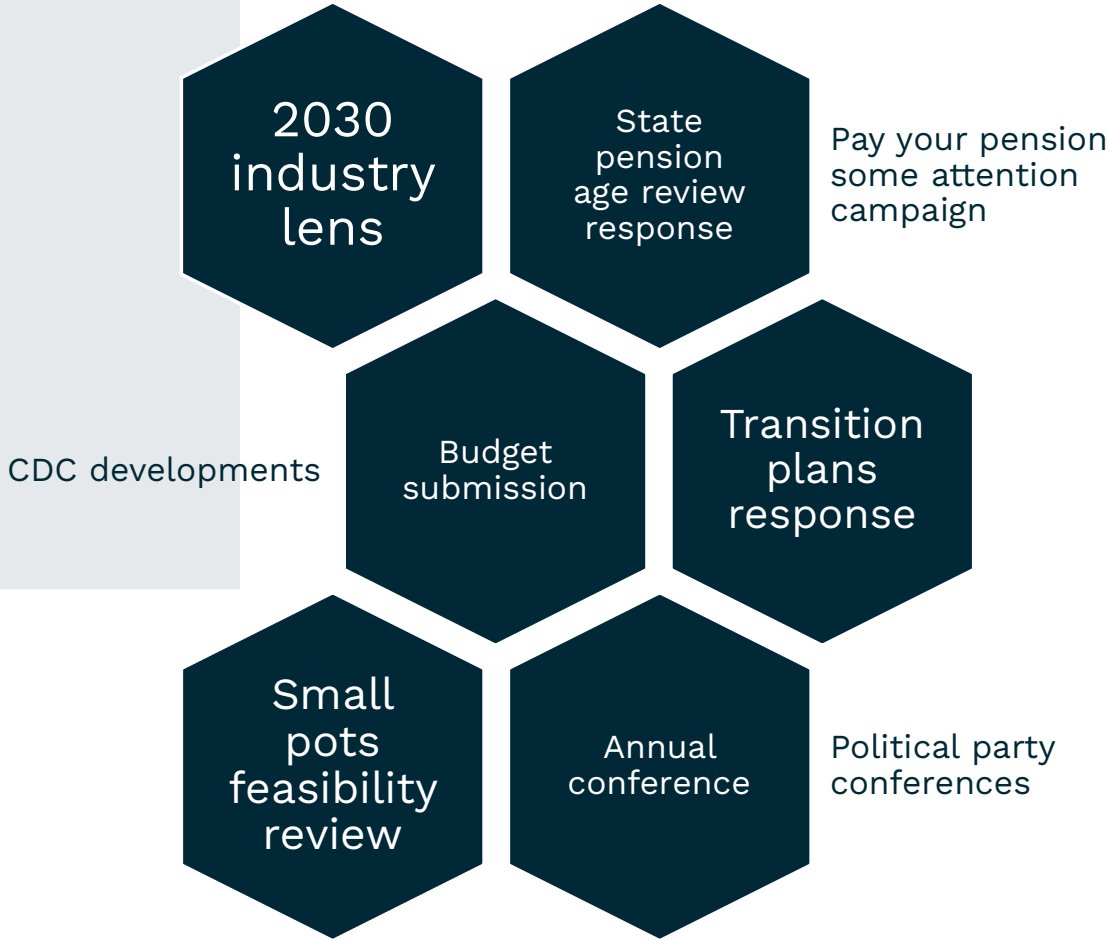 2030
industry
lens
State
pension
age review
response
Pay your pension
some attention
campaign
CDC developments
Budget
submission
Transition
plans
response
Small
pots
feasibility
review
Annual
conference
Political party
conferences